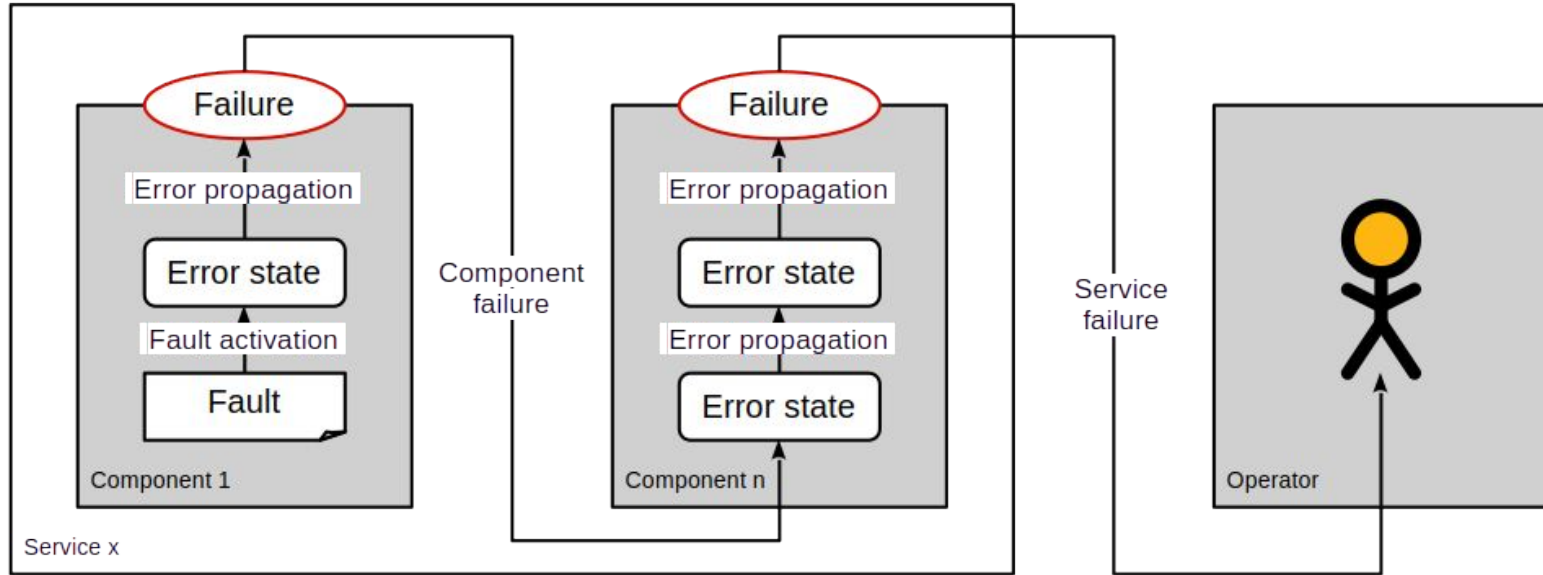 Failure
Error propagation
Error state
Fault activation
Fault
Component 1
Component
failure
Failure
Error propagation
Error state
Error propagation
Error state
Component n
Service x
Service
failure
Operator